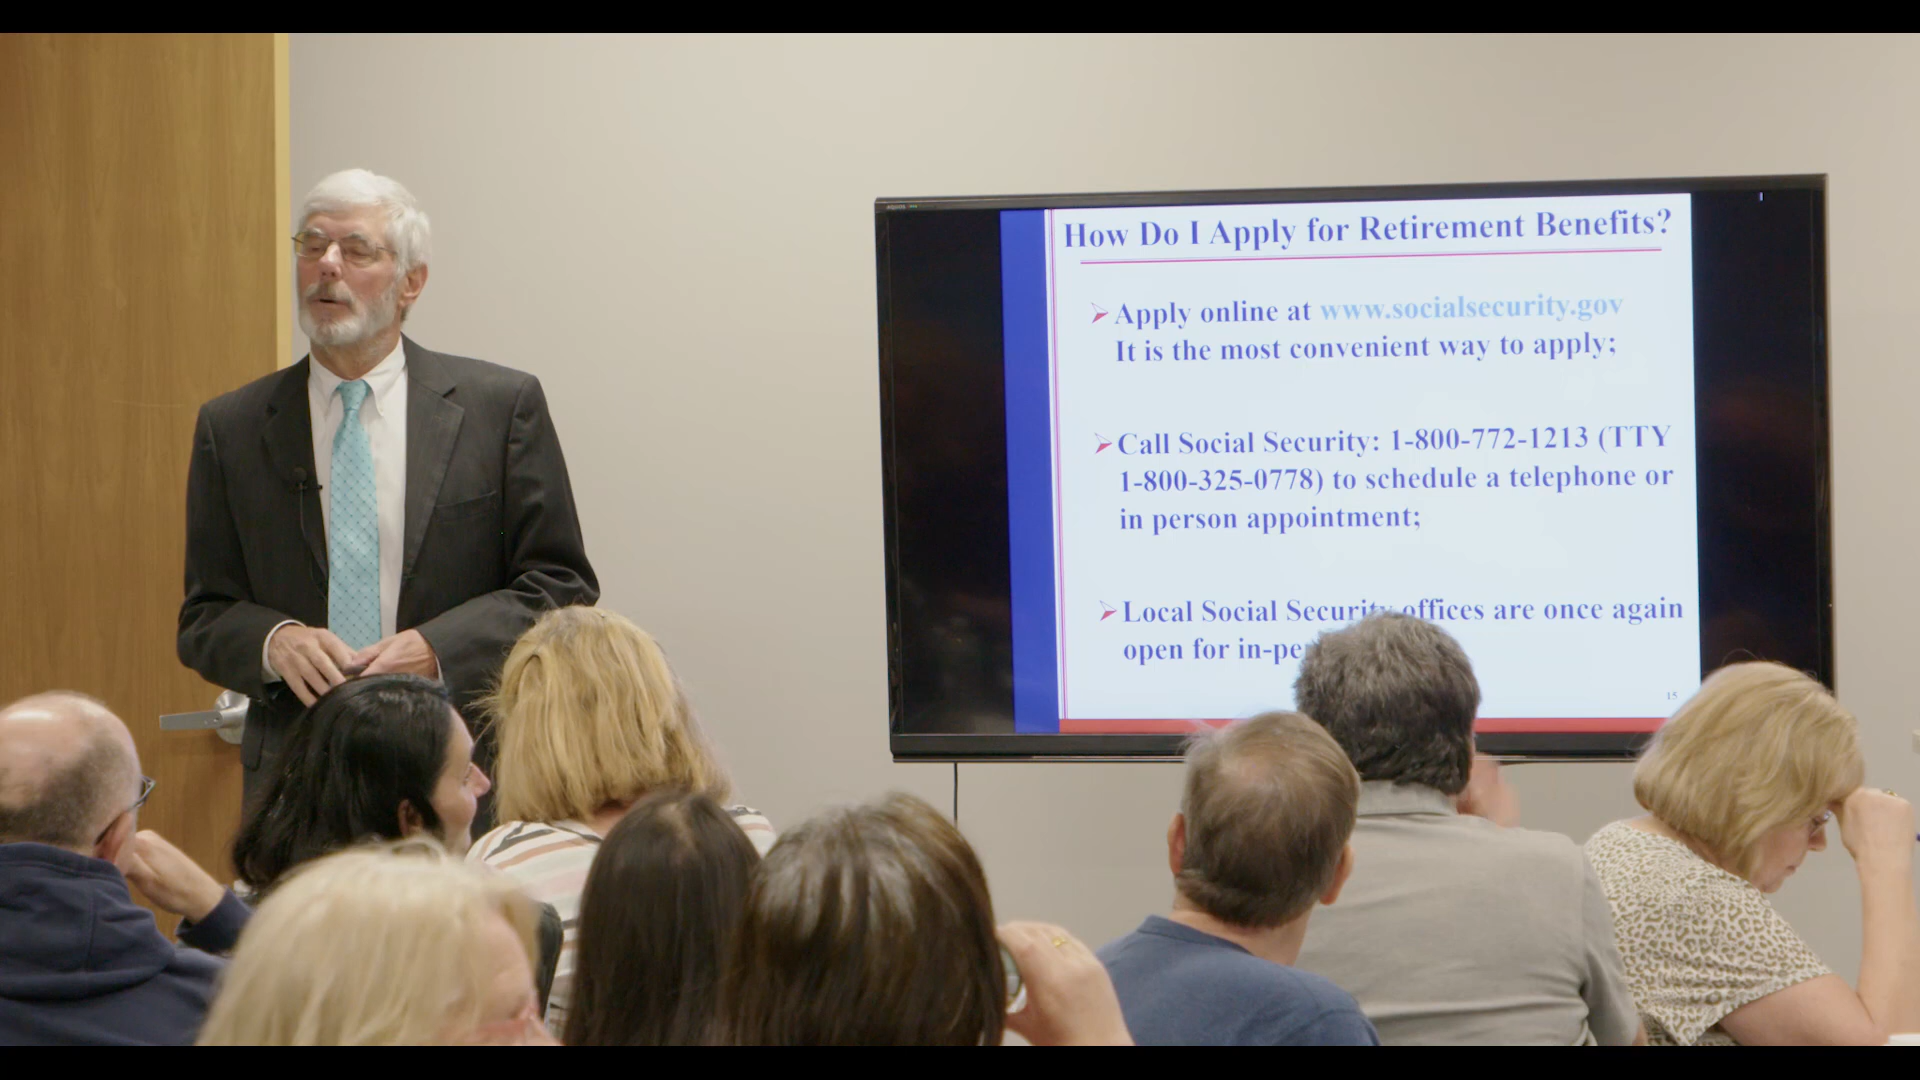 How Do I Apply for Retirement Benefits?
Apply online at www.socialsecurity.gov
It is the most convenient way to apply;
Call Social Security: 1-800-772-1213 (TTY
1-800-325-0778) to schedule a telephone or
in person appointment;
Local Social Security offices are once again
open for
15